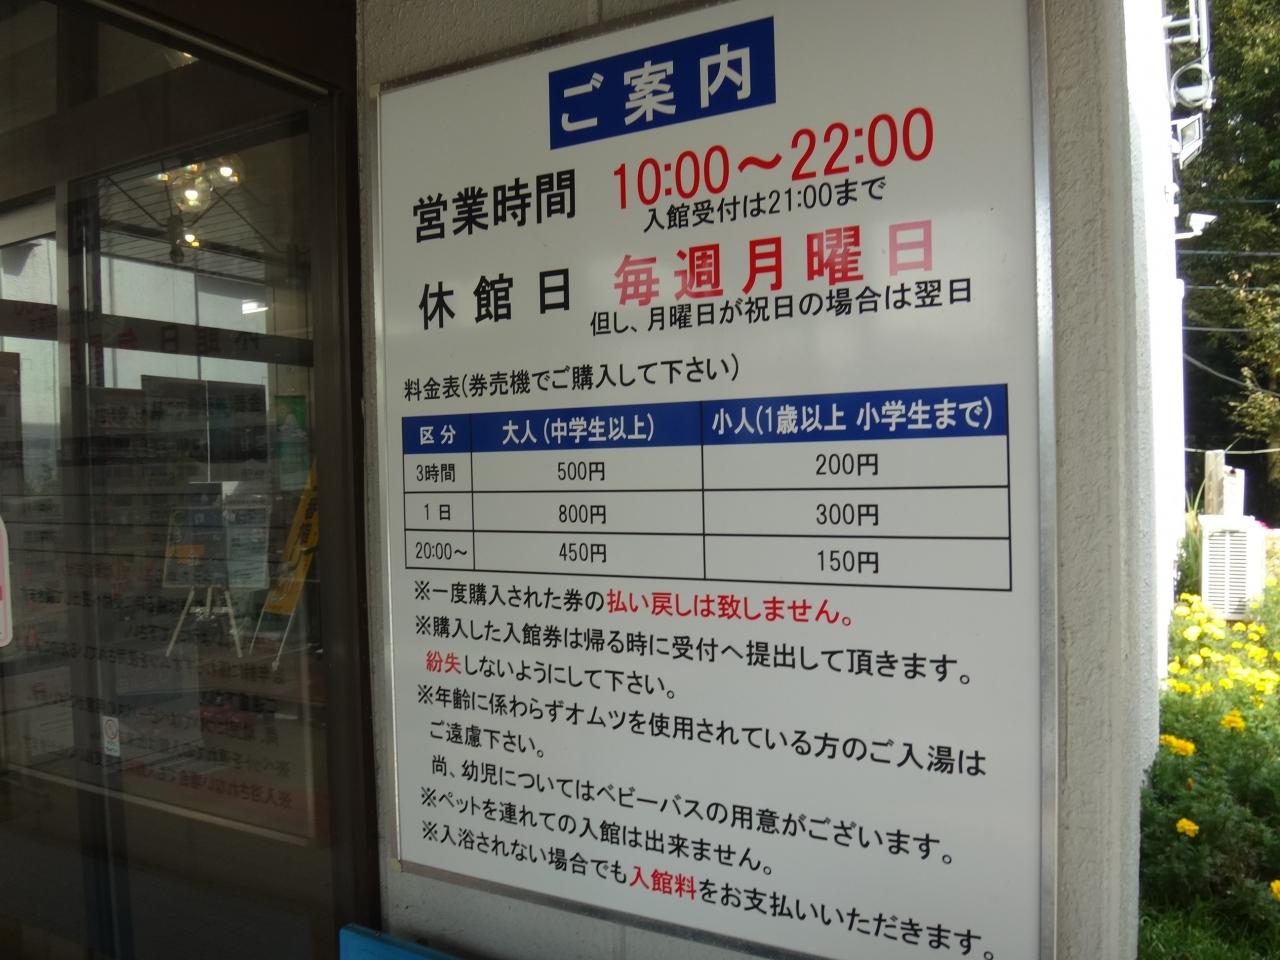 ご案内
営業時間 10:00～22:00
入館受付は21:00まで
休館日 毎週月曜日
但し、月曜日が祝日の場合は翌日
料金表(券売機でご購入して下さい)
区分 大人(中学生以上) 小人(1歳以上 小学生まで)
3時間 500円 200円
1日 800円 300円
20:00～ 450円 150円
※一度購入された券の払い戻しは致しません。
※購入した入館券は帰る時に受付へ提出して頂きます。
紛失しないようにして下さい。
※年齢に係わらずオムツを使用されている方のご入湯は
ご遠慮下さい。
尚、幼児についてはベビーバスの用意がございます。
※ペットを連れての入館は出来ません。
※入浴されない場合でも入館料をお支払いいただきます。